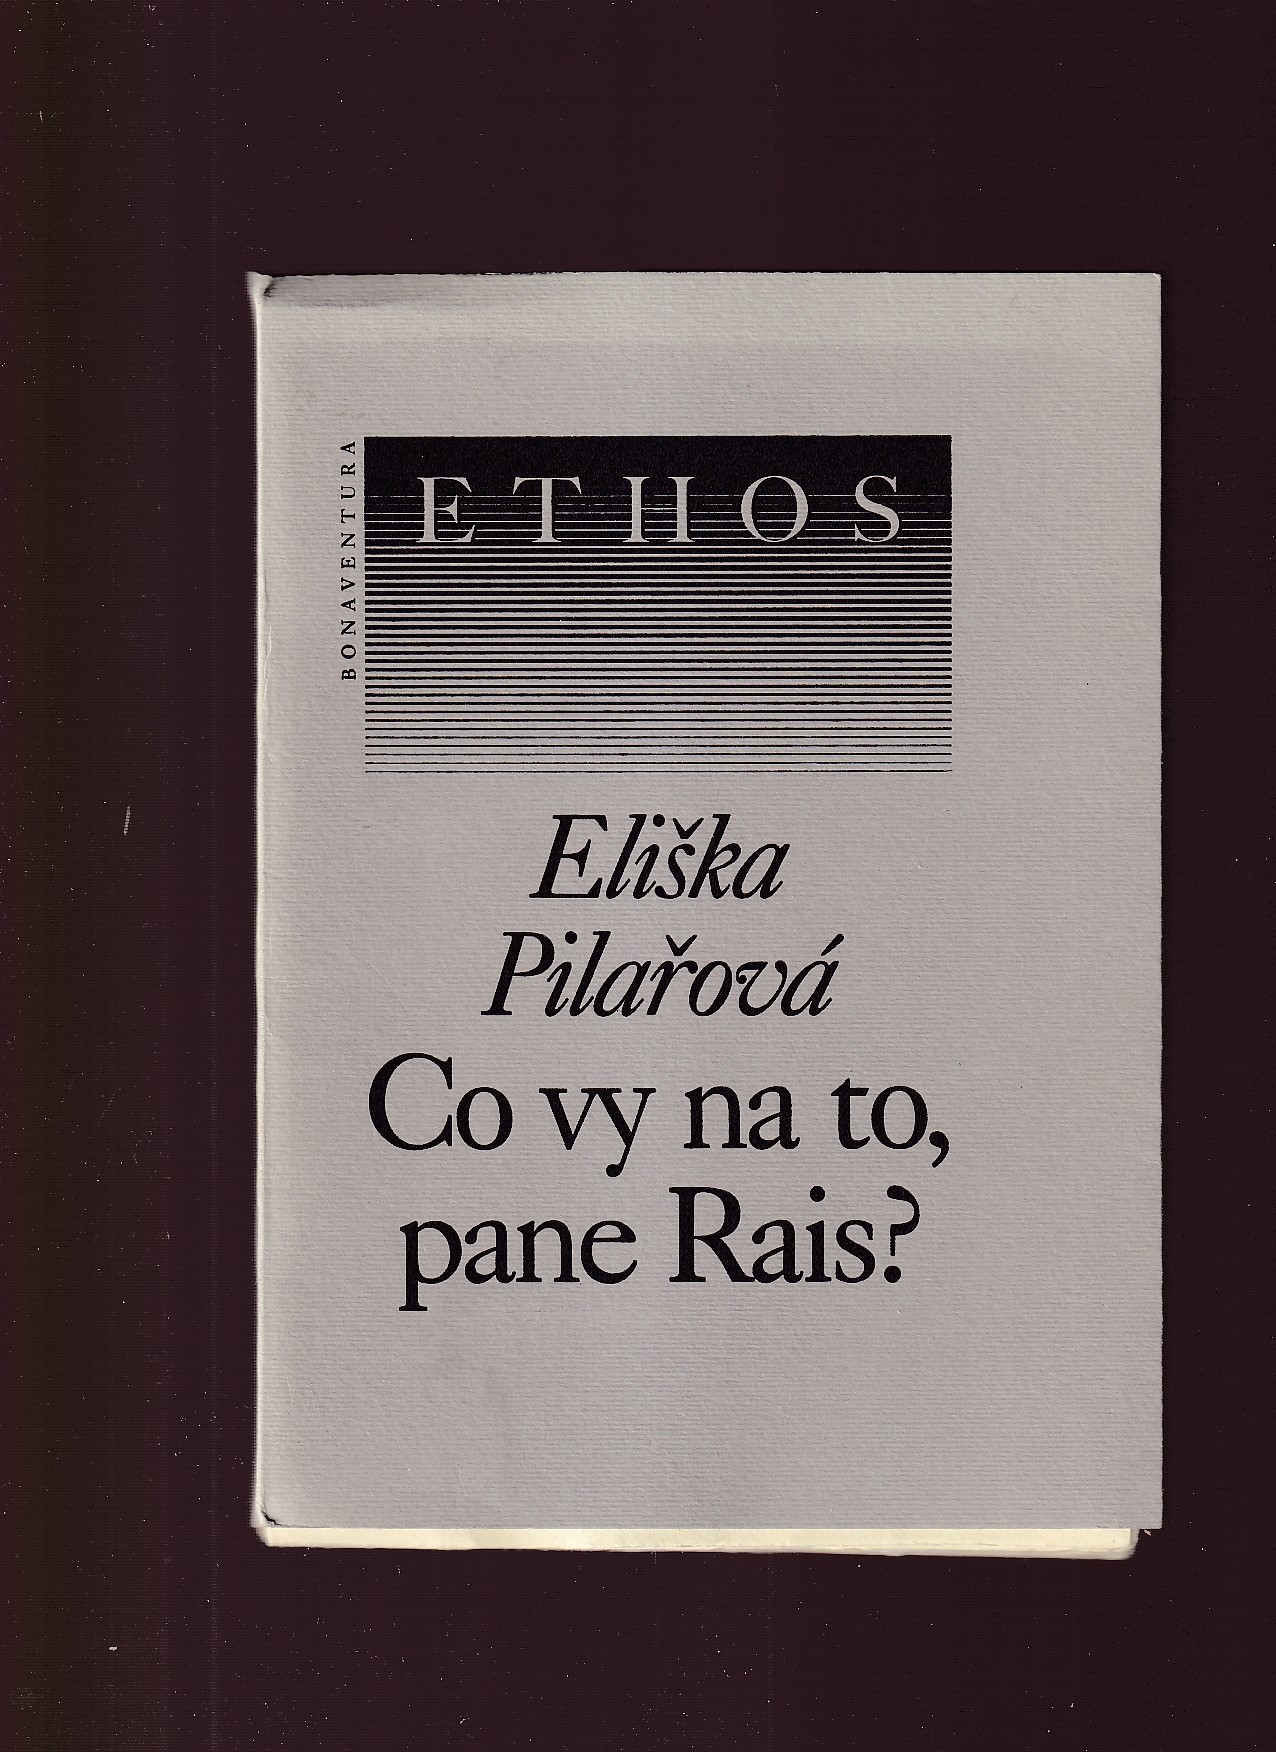 BONAVENTURA
ETHOS
Eliška
Pilařová
Co vy na to,
pane Rais?